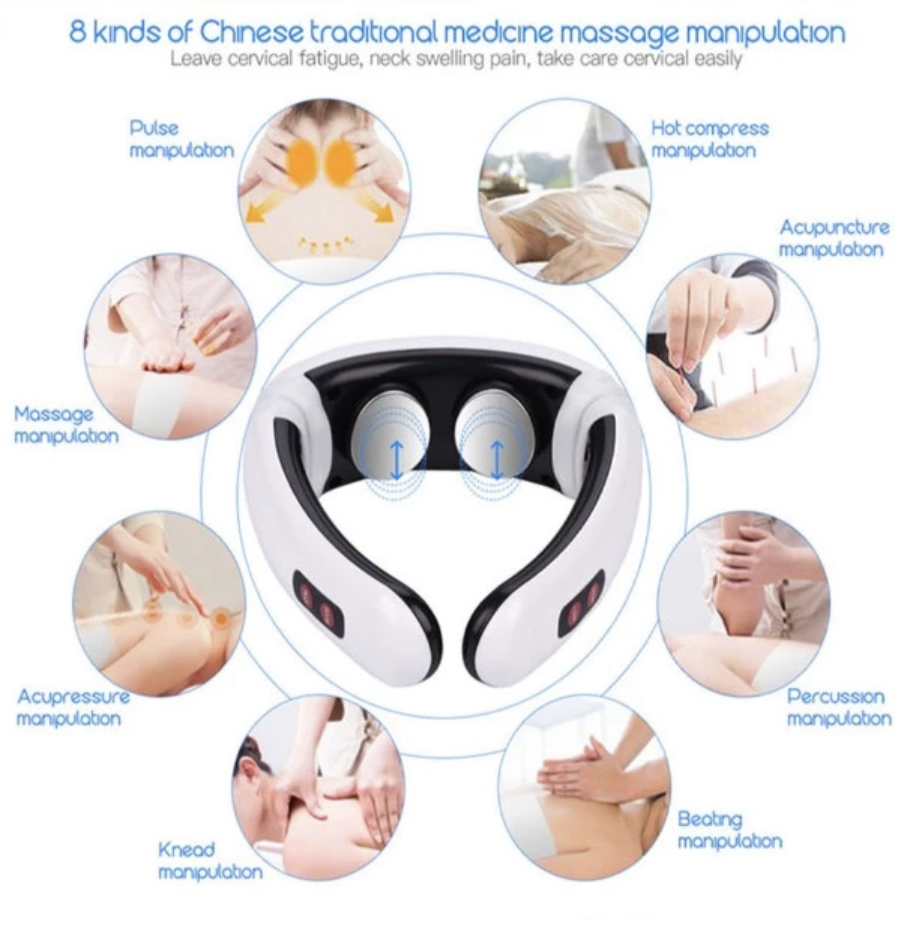 8 kinds of Chinese traditional medicine massage manipulation
Leave cervical fatigue, neck swelling pain, take care cervical easily
Pulse
manipulation
Hot compress
manipulation
Acupuncture
manipulation
Massage
manipulation
Acupressure
manipulation
Percussion
manipulation
Knead
manipulation
Beating
manipulation